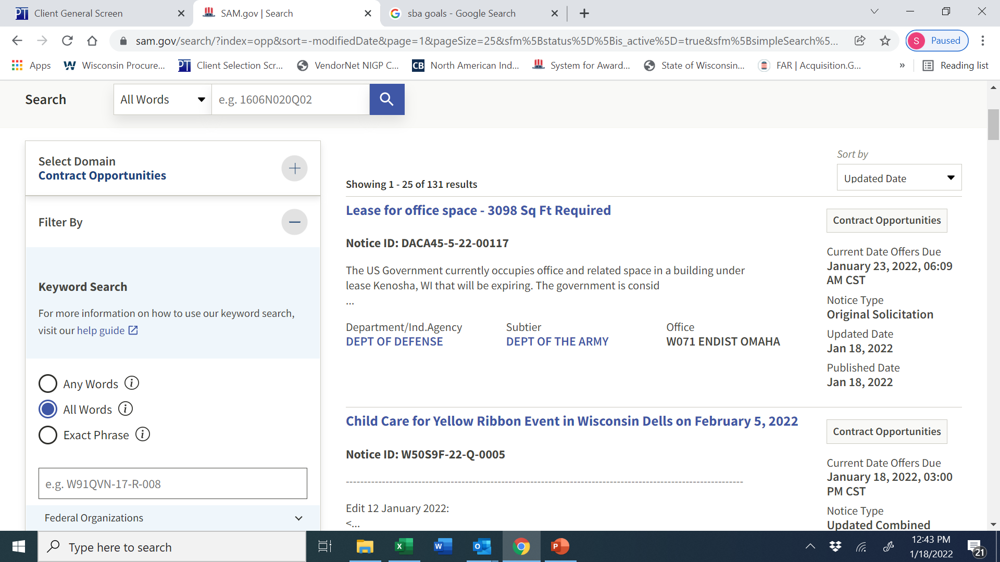 Client General Screen
SAM.gov | Search
sba goals - Google Search
sam.gov/search/?index=opp&sort=-modifiedDate&page=1&pageSize=25&sfm%5Bstatus%5D%5Bis_active%5D=true&sfm%5BsimpleSearch%5...
S Paused
Apps
W Wisconsin Procure...
PT Client Selection Scr...
VendorNet NIGP C...
CB North American Ind...
System for Award...
State of Wisconsin...
FAR | Acquisition.G...
»
Reading list
Search
All Words
e.g. 1606N020Q02
Select Domain
Contract Opportunities
Filter By
Keyword Search
For more information on how to use our keyword search,
visit our help guide
Any Words
All Words
Exact Phrase
e.g. W91QVN-17-R-008
Federal Organizations
Sort by
Updated Date
Showing 1 - 25 of 131 results
Lease for office space - 3098 Sq Ft Required
Notice ID: DACA45-5-22-00117
The US Government currently occupies office and related space in a building under
lease Kenosha, WI that will be expiring. The government is consid
...
Department/Ind.Agency
DEPT OF DEFENSE
Subtier
DEPT OF THE ARMY
Office
W071 ENDIST OMAHA
Contract Opportunities
Current Date Offers Due
January 23, 2022, 06:09
AM CST
Notice Type
Original Solicitation
Updated Date
Jan 18, 2022
Published Date
Jan 18, 2022
Child Care for Yellow Ribbon Event in Wisconsin Dells on February 5, 2022
Notice ID: W50S9F-22-Q-0005
--------------------------------------------------------------------------------------------------------------
Edit 12 January 2022:
<...
Contract Opportunities
Current Date Offers Due
January 18, 2022, 03:00
PM CST
Notice Type
Updated Combined
Type here to search
12:43 PM
1/18/2022
21